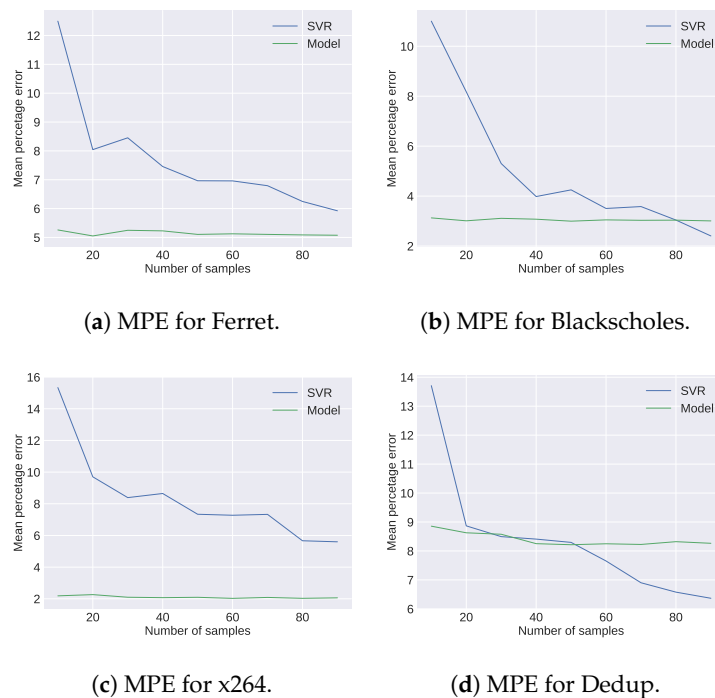 12
11
10
9
8
7
6
5
Mean percetage error
SVR
Model
20 40 60 80
Number of samples
(a) MPE for Ferret.
10
8
6
4
2
Mean percetage error
SVR
Model
20 40 60 80
Number of samples
(b) MPE for Blackscholes.
16
14
12
10
8
6
4
2
Mean percetage error
SVR
Model
20 40 60 80
Number of samples
(c) MPE for x264.
14
13
12
11
10
9
8
7
6
Mean percetage error
SVR
Model
20 40 60 80
Number of samples
(d) MPE for Dedup.